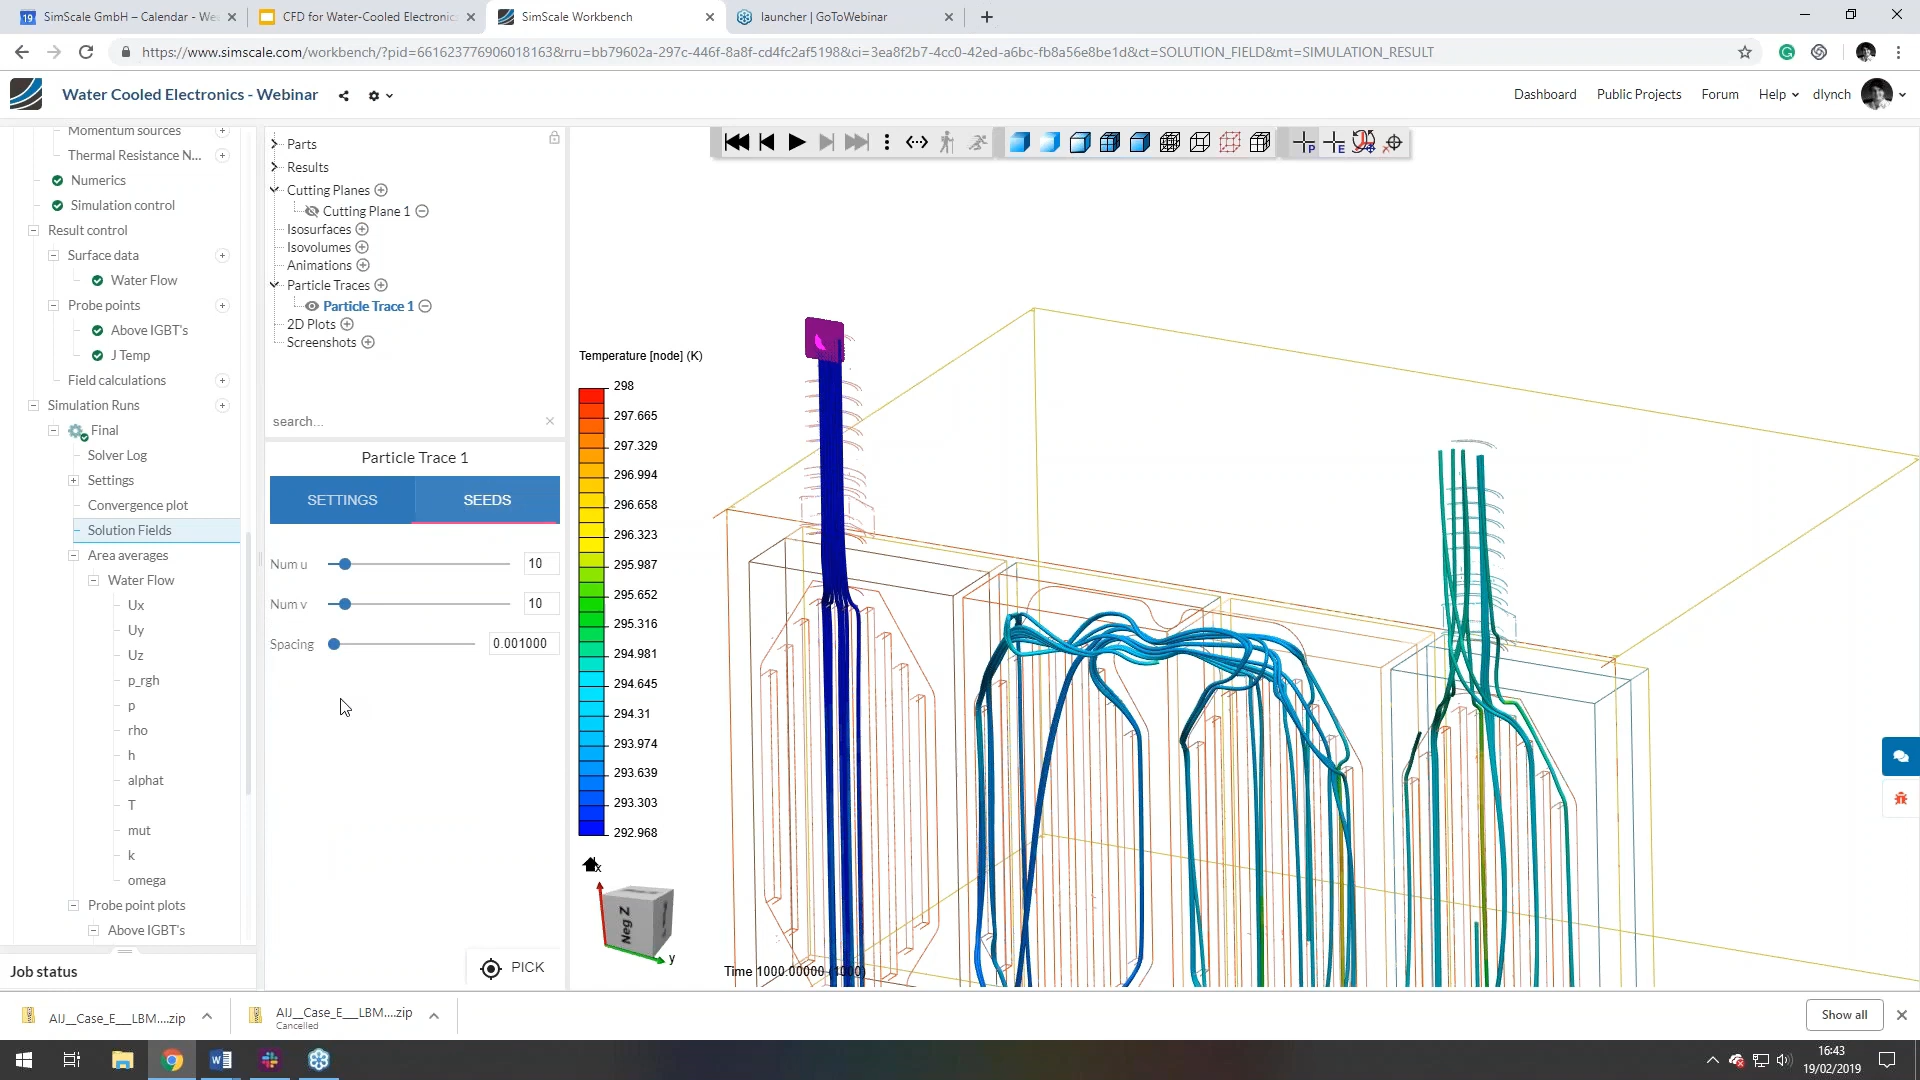 SimScale GmbH – Calendar - We
CFD for Water-Cooled Electronic
SimScale Workbench
launcher | GoToWebinar
https://www.simscale.com/workbench/?pid=661623776906018163&rru=bb79602a-297c-446f-8a8f-cd4fc2af5198&ci=3ea8f2b7-4cc0-42ed-a6bc-fb8a56e8be1d&ct=SOLUTION_FIELD&mt=SIMULATION_RESULT
Water Cooled Electronics - Webinar
Dashboard
Public Projects
Forum
Help
dlynch
Momentum sources
Thermal Resistance N...
Numerics
Simulation control
Result control
Surface data
Water Flow
Probe points
Above IGBT's
J Temp
Field calculations
Simulation Runs
Final
Solver Log
Settings
Convergence plot
Solution Fields
Area averages
Water Flow
Ux
Uy
Uz
p_rgh
p
rho
h
alphat
T
mut
k
omega
Probe point plots
Above IGBT's
Job status
Parts
Results
Cutting Planes
Cutting Plane 1
Isosurfaces
Isovolumes
Animations
Particle Traces
Particle Trace 1
2D Plots
Screenshots
search...
Particle Trace 1
SETTINGS
SEEDS
Num u
10
Num v
10
Spacing
0.001000
PICK
P
E
Temperature [node] (K)
298
297.665
297.329
296.994
296.658
296.323
295.987
295.652
295.316
294.981
294.645
294.31
293.974
293.639
293.303
292.968
x
Neg Z
y
Time 1000.00000 (1000)
AIJ__Case_E___LBM....zip
AIJ__Case_E___LBM....zip
Cancelled
Show all
16:43
19/02/2019